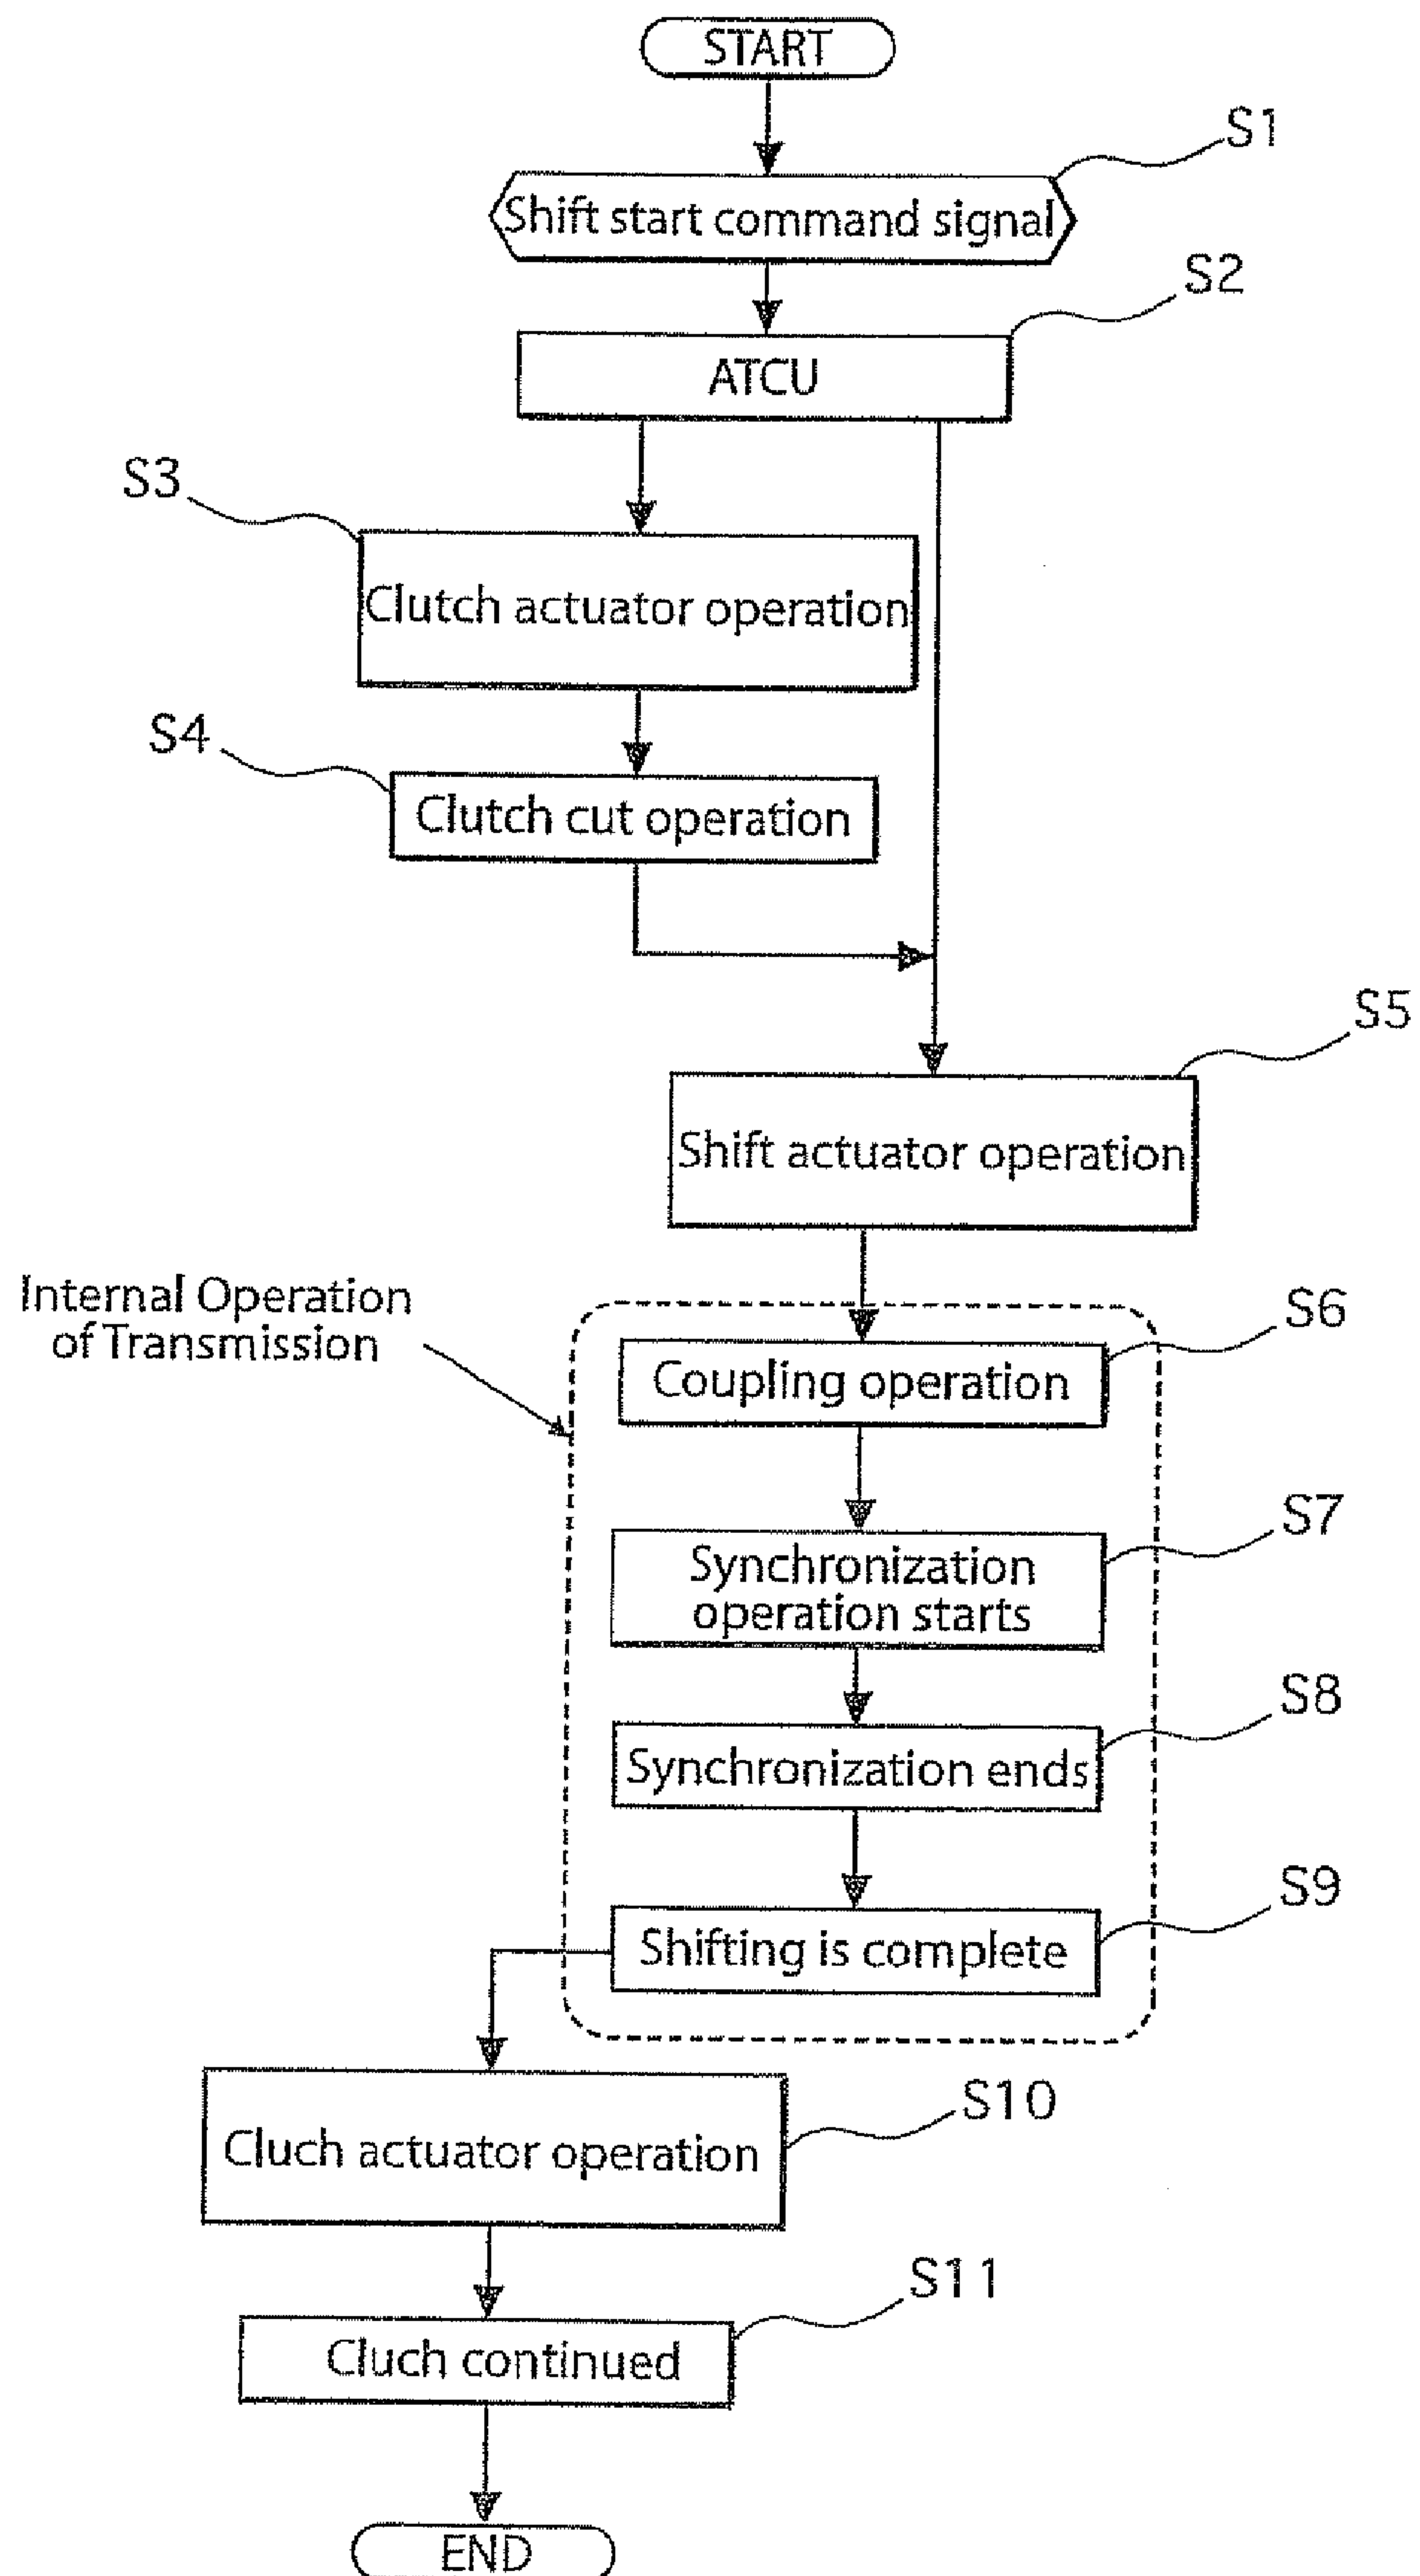 START
S1
Shift start command signal
S2
ATCU
S3
Clutch actuator operation
S4
Clutch cut operation
S5
Shift actuator operation
Internal Operation
of Transmission
S6
Coupling operation
S7
Synchronization
operation starts
S8
Synchronization ends
S9
Shifting is complete
S10
Cluch actuator operation
S11
Cluch continued
END